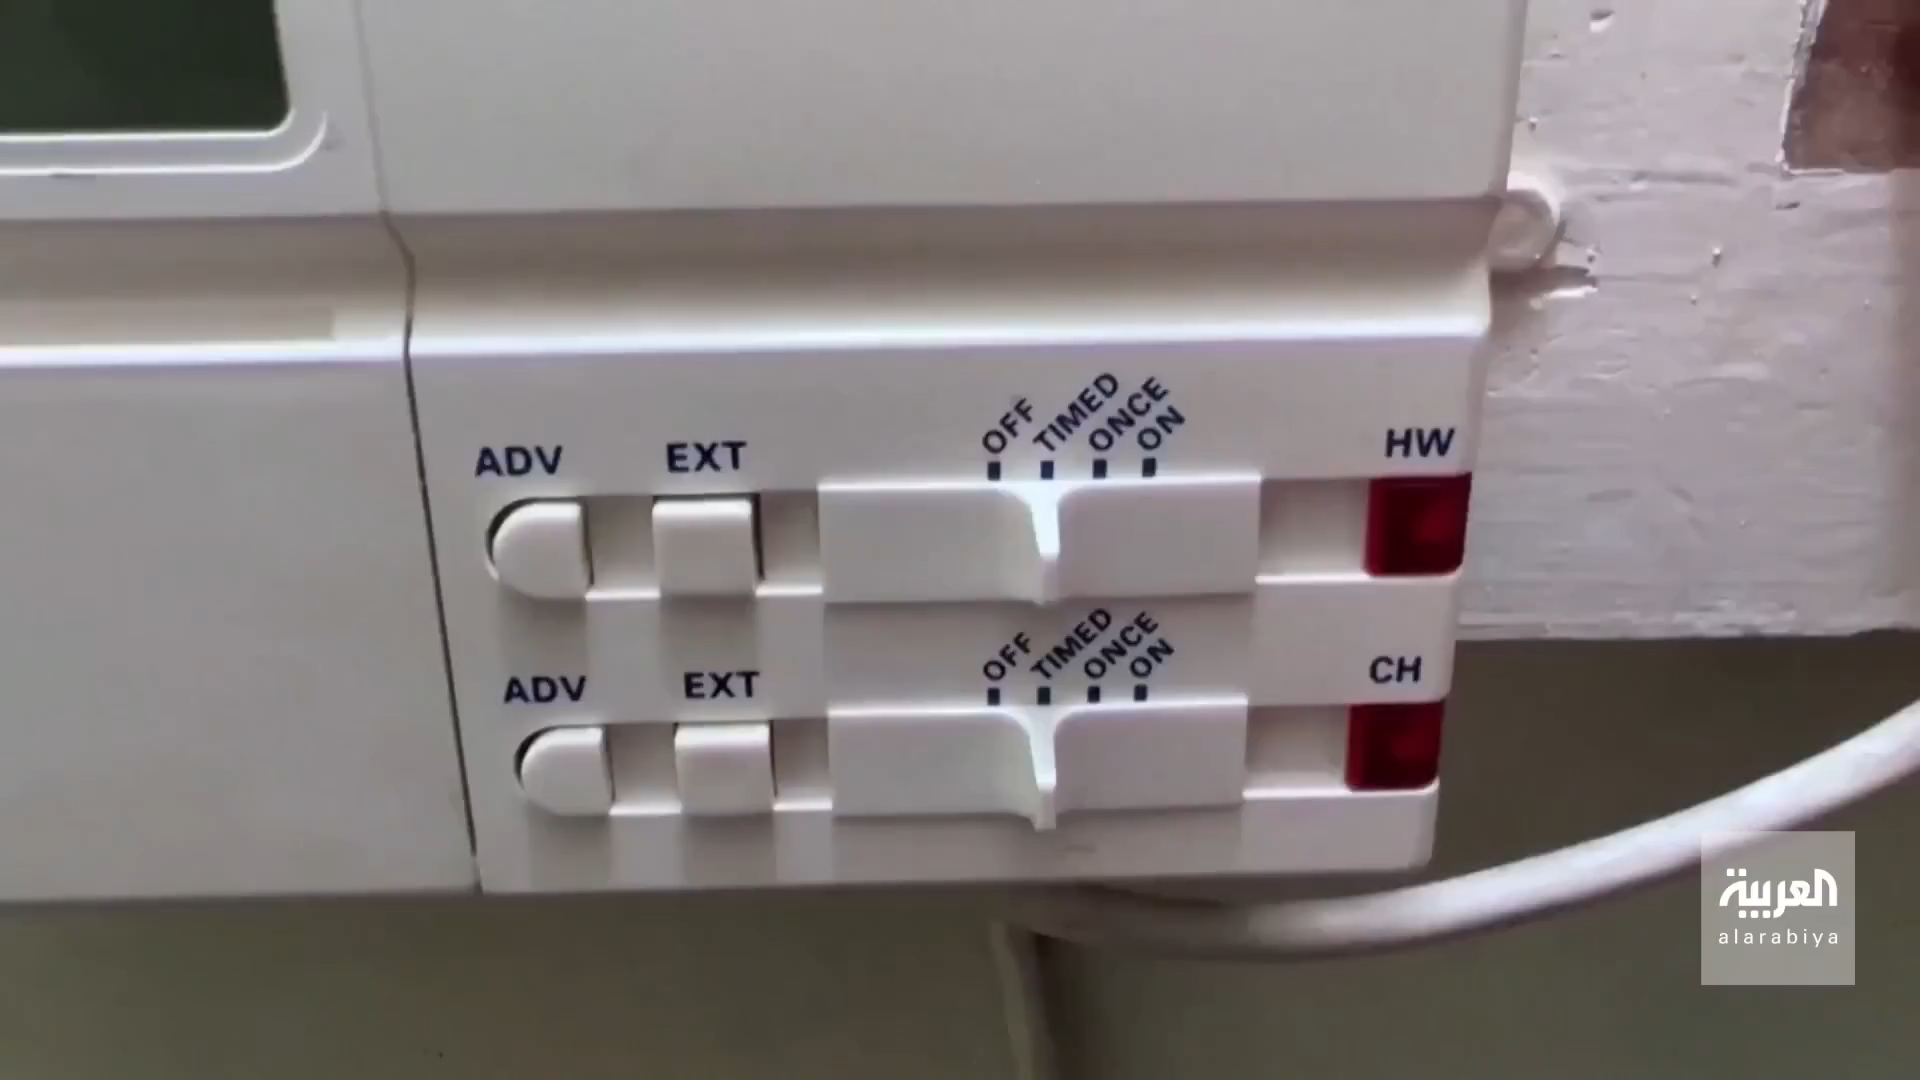 OFF TIMED ONCE ON
ADV EXT HW
OFF TIMED ONCE ON
ADV EXT CH
العربية
alarabiya